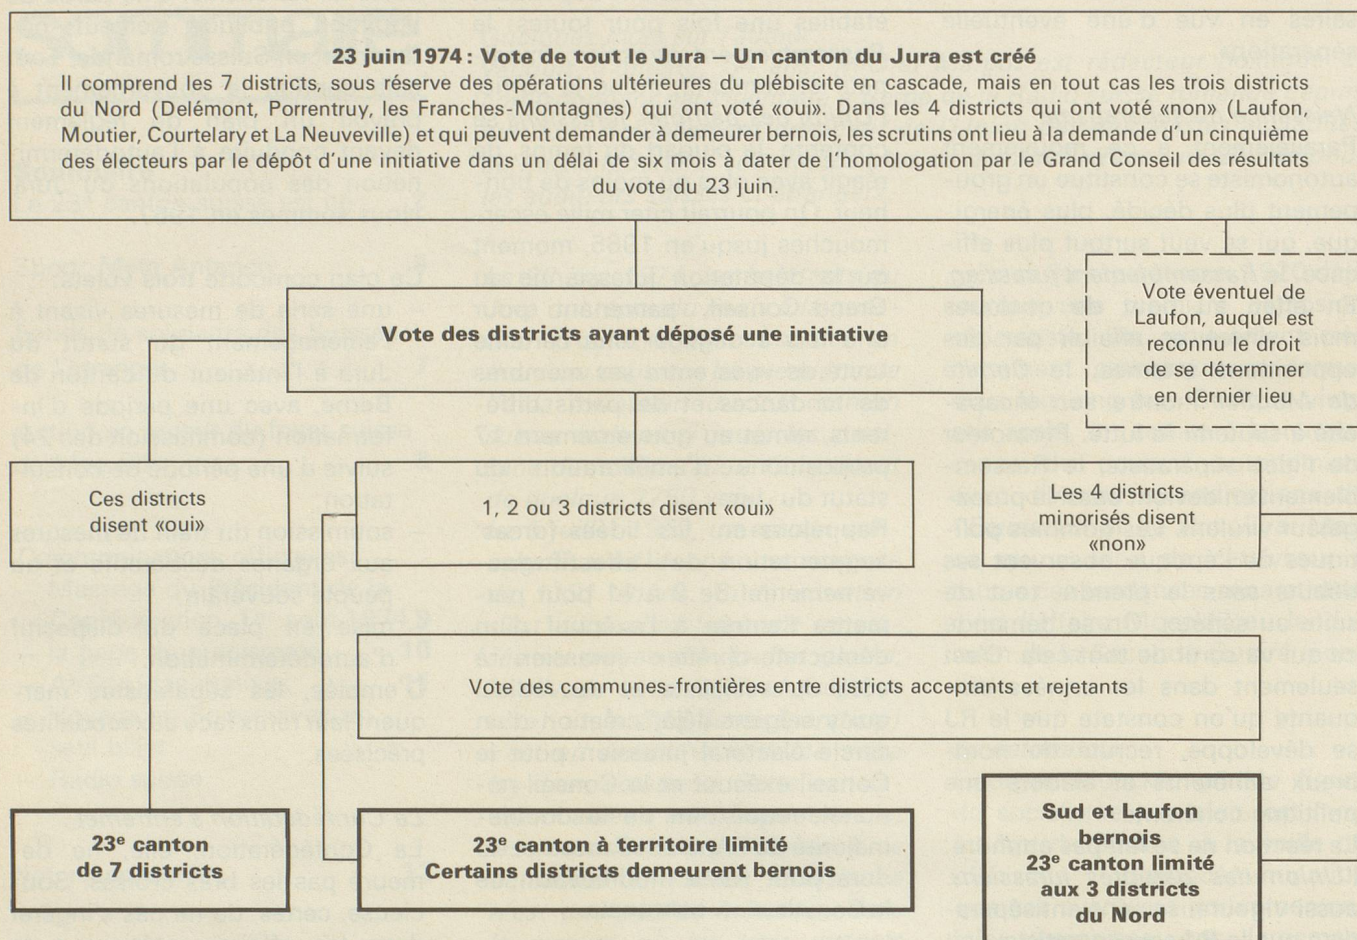 23 juin 1974 : Vote de tout le Jura – Un canton du Jura est créé
Il comprend les 7 districts, sous réserve des opérations ultérieures du plébiscite en cascade, mais en tout cas les trois districts
du Nord (Delémont, Porrentruy, les Franches-Montagnes) qui ont voté «oui». Dans les 4 districts qui ont voté «non» (Laufon,
Moutier, Courtelary et La Neuveville) et qui peuvent demander à demeurer bernois, les scrutins ont lieu à la demande d'un cinquième
des électeurs par le dépôt d'une initiative dans un délai de six mois à dater de l'homologation par le Grand Conseil des résultats
du vote du 23 juin.
Vote éventuel de
Laufon auquel est
reconnu le droit
de se déterminer
en dernier lieu
Vote des districts ayant déposé une initiative
Ces districts
disent «oui»
1, 2 ou 3 districts disent «oui»
Les 4 districts
minorisés disent
«non»
Vote des communes-frontières entre districts acceptants et rejetants
23e canton
de 7 districts
23e canton à territoire limité
Certains districts demeurent bernois
Sud et Laufon
bernois
23e canton limité
aux 3 districts
du Nord